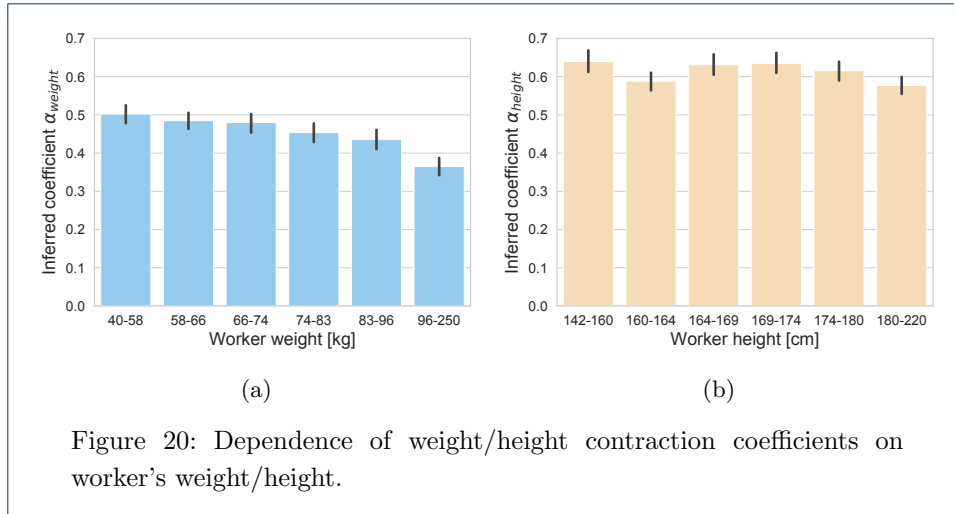 0.7
0.6
0.5
0.4
0.3
0.2
0.1
0.0
Inferred coefficient α_weight
40-58 58-66 66-74 74-83 83-96 96-250
Worker weight [kg]
(a)
0.7
0.6
0.5
0.4
0.3
0.2
0.1
0.0
Inferred coefficient α_height
142-160 160-164 164-169 169-174 174-180 180-220
Worker height [cm]
(b)
Figure 20: Dependence of weight/height contraction coefficients on
worker's weight/height.